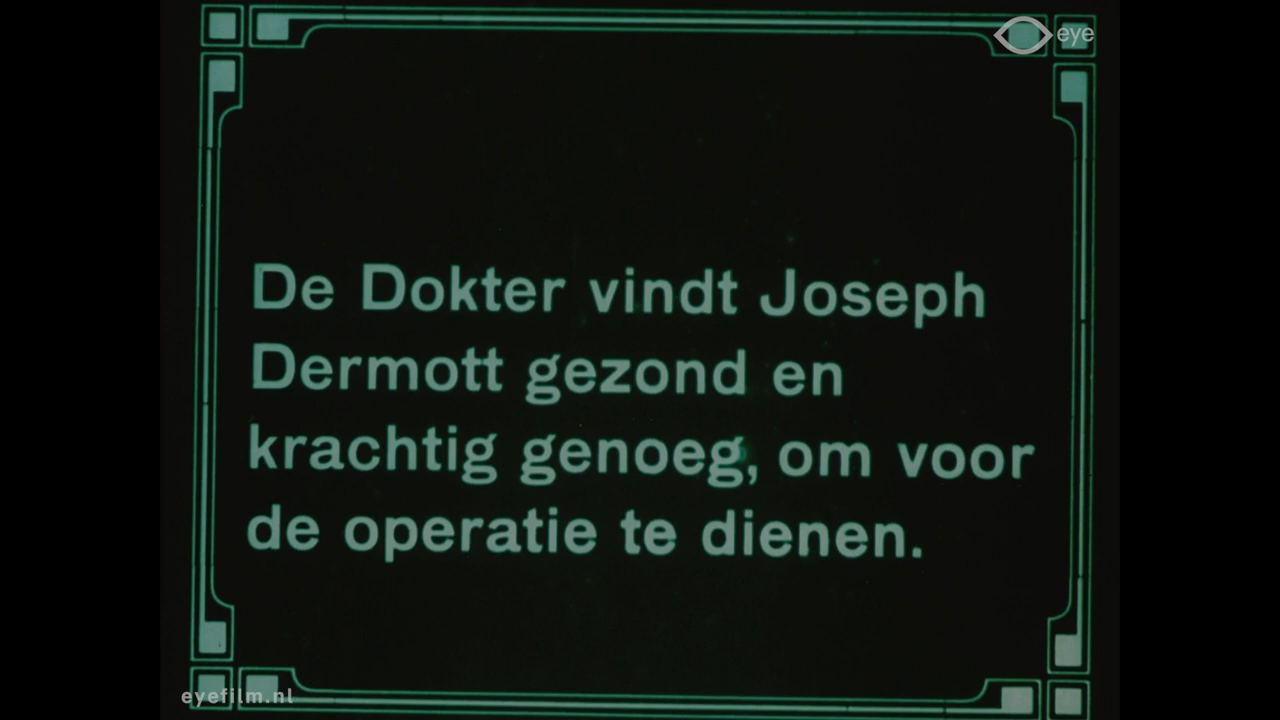 eye
De Dokter vindt Joseph
Dermott gezond en
krachtig genoeg, om voor
de operatie te dienen.
eyefilm.nl